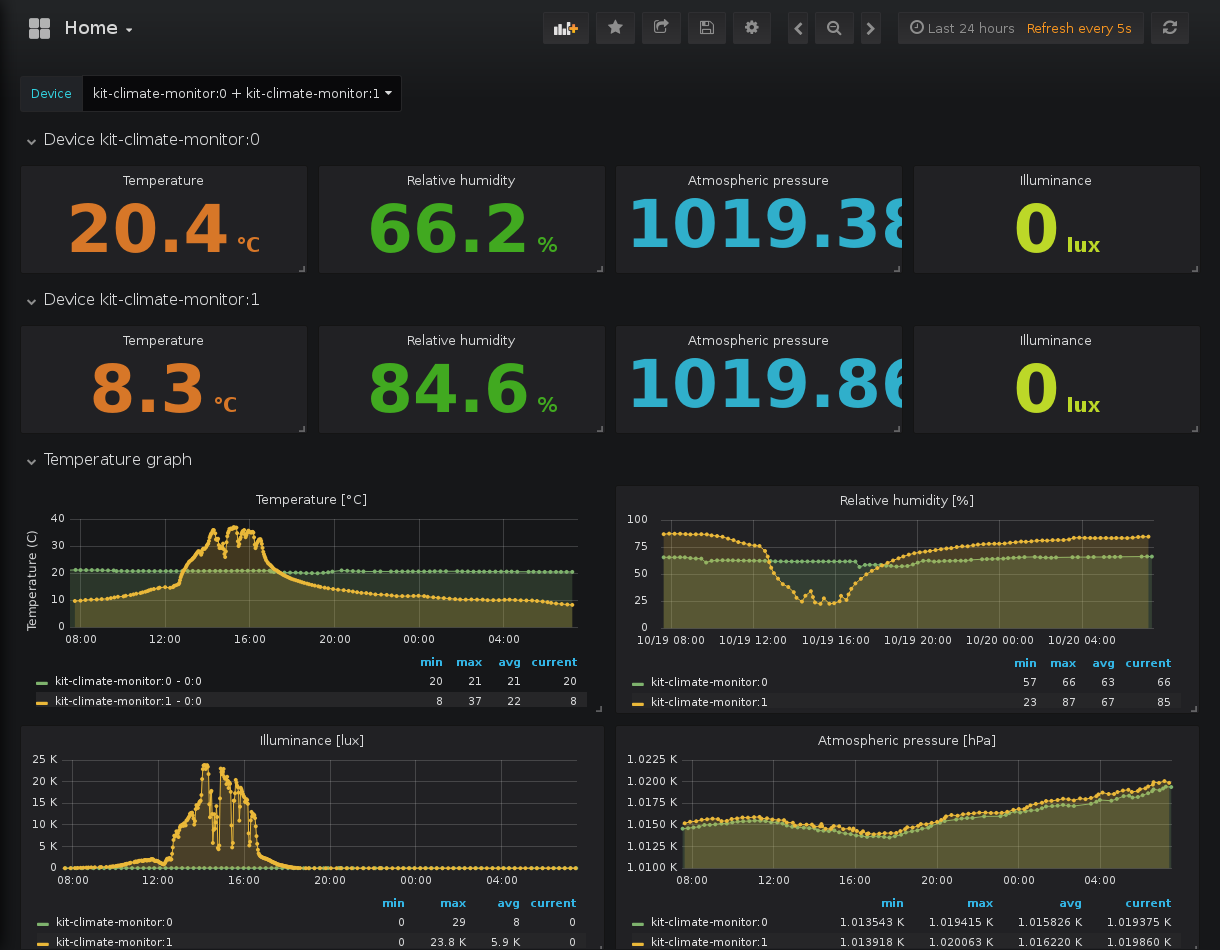 Home
Last 24 hours Refresh every 5s
Device kit-climate-monitor:0 + kit-climate-monitor:1
Device kit-climate-monitor:0
Temperature Relative humidity Atmospheric pressure Illuminance
20.4 °C 66.2 % 1019.38 0 lux
Device kit-climate-monitor:1
Temperature Relative humidity Atmospheric pressure Illuminance
8.3 °C 84.6 % 1019.86 0 lux
Temperature graph
Temperature [°C]
Temperature (C)
40
30
20
10
0
08:00 12:00 16:00 20:00 00:00 04:00
min max avg current
kit-climate-monitor:0 - 0:0 20 21 21 20
kit-climate-monitor:1 - 0:0 8 37 22 8
Relative humidity [%]
100
75
50
25
0
10/19 08:00 10/19 12:00 10/19 16:00 10/19 20:00 10/20 00:00 10/20 04:00
min max avg current
kit-climate-monitor:0 57 66 63 66
kit-climate-monitor:1 23 87 67 85
Illuminance [lux]
25 K
20 K
15 K
10 K
5 K
0
08:00 12:00 16:00 20:00 00:00 04:00
min max avg current
kit-climate-monitor:0 0 29 8 0
kit-climate-monitor:1 0 23.8 K 5.9 K 0
Atmospheric pressure [hPa]
1.0225 K
1.0200 K
1.0175 K
1.0150 K
1.0125 K
1.0100 K
08:00 12:00 16:00 20:00 00:00 04:00
min max avg current
kit-climate-monitor:0 1.013543 K 1.019415 K 1.015826 K 1.019375 K
kit-climate-monitor:1 1.013918 K 1.020063 K 1.016220 K 1.019860 K